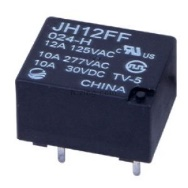 JH12FF
024-H
12A 125VAC
10A 277VAC
10A 30VDC TV-5
CHINA